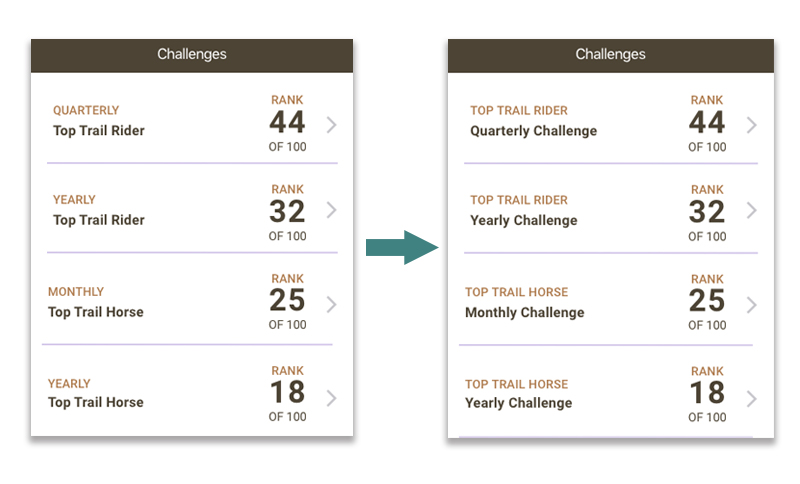 Challenges
QUARTERLY
Top Trail Rider
RANK
44
OF 100
YEARLY
Top Trail Rider
RANK
32
OF 100
MONTHLY
Top Trail Horse
RANK
25
OF 100
YEARLY
Top Trail Horse
RANK
18
OF 100
Challenges
TOP TRAIL RIDER
Quarterly Challenge
RANK
44
OF 100
TOP TRAIL RIDER
Yearly Challenge
RANK
32
OF 100
TOP TRAIL HORSE
Monthly Challenge
RANK
25
OF 100
TOP TRAIL HORSE
Yearly Challenge
RANK
18
OF 100